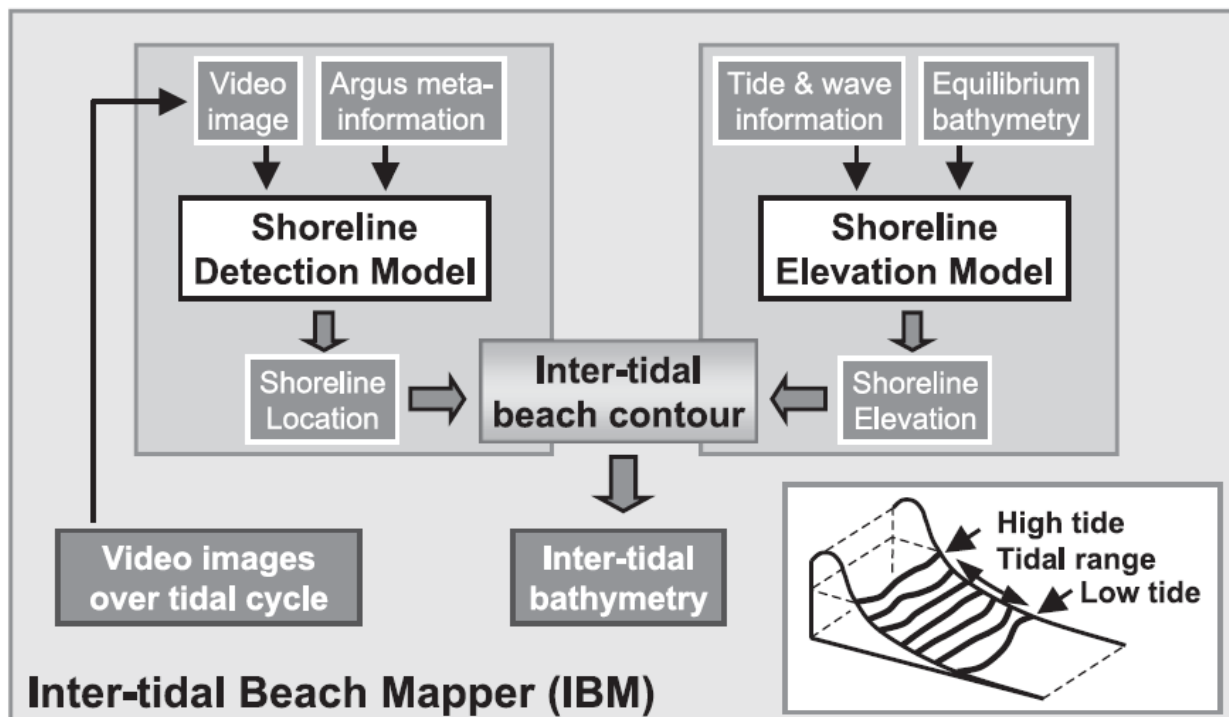 Video
image
Argus meta-
information
Tide & wave
information
Equilibrium
bathymetry
Shoreline
Detection Model
Shoreline
Elevation Model
Shoreline
Location
Inter-tidal
beach contour
Shoreline
Elevation
Video images
over tidal cycle
Inter-tidal
bathymetry
High tide
Tidal range
Low tide
Inter-tidal Beach Mapper (IBM)